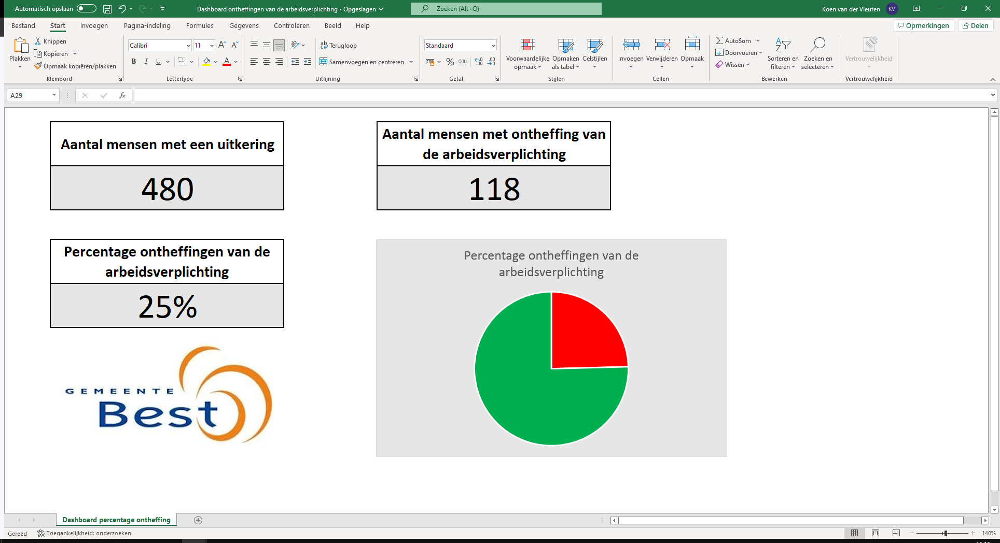 Automatisch opslaan
Dashboard ontheffingen van de arbeidsverplichting • Opgeslagen
Zoeken (Alt+Q)
Koen van der Vleuten
KV
Bestand
Start
Invoegen
Pagina-indeling
Formules
Gegevens
Controleren
Beeld
Help
Opmerkingen
Delen
Plakken
Knippen
Kopiëren
Opmaak kopiëren/plakken
Klembord
Calibri
11
B I U
Lettertype
Terugloop
Samenvoegen en centreren
Uitlijning
Standaard
% 000
Getal
Voorwaardelijke
opmaak
Opmaken
als tabel
Celstijlen
Stijlen
Invoegen
Verwijderen
Opmaak
Cellen
AutoSom
Doorvoeren
Wissen
Sorteren en
filteren
Zoeken en
selecteren
Bewerken
Vertrouwelijkheid
Vertrouwelijkheid
A29
fx
Aantal mensen met een uitkering
480
Aantal mensen met ontheffing van
de arbeidsverplichting
118
Percentage ontheffingen van de
arbeidsverplichting
25%
Percentage ontheffingen van de
arbeidsverplichting
GEMEENTE
Best
Dashboard percentage ontheffing
Gereed
Toegankelijkheid: onderzoeken
140%